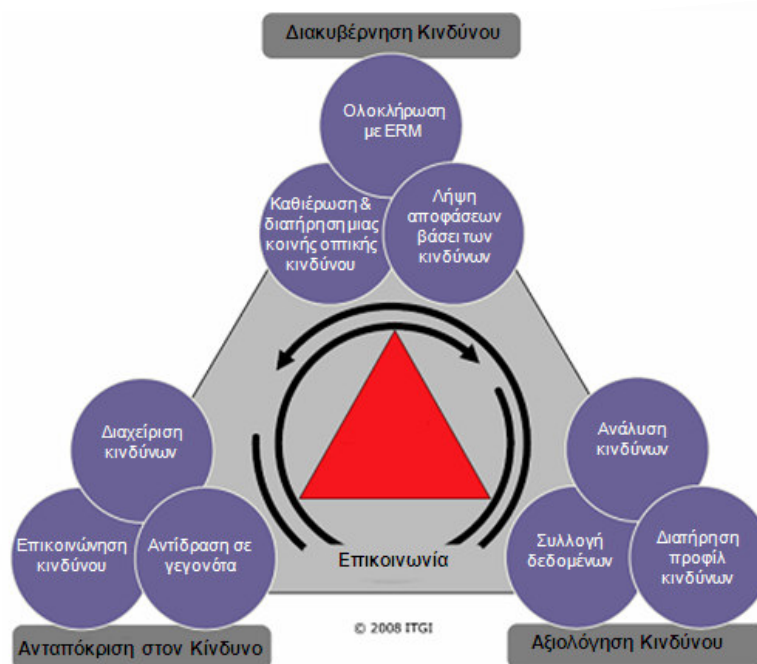 Διακυβέρνηση Κινδύνου
Ολοκλήρωση
με ERM
Καθιέρωση &
διατήρηση μιας
κοινής οπτικής
κινδύνου
Λήψη
αποφάσεων
βάσει των
κινδύνων
Διαχείριση
κινδύνων
Επικοινώνηση
κινδύνου
Αντίδραση σε
γεγονότα
Ανάλυση
κινδύνων
Συλλογή
δεδομένων
Διατήρηση
προφίλ
κινδύνων
Επικοινωνία
© 2008 ITGI
Ανταπόκριση στον Κίνδυνο
Αξιολόγηση Κινδύνου